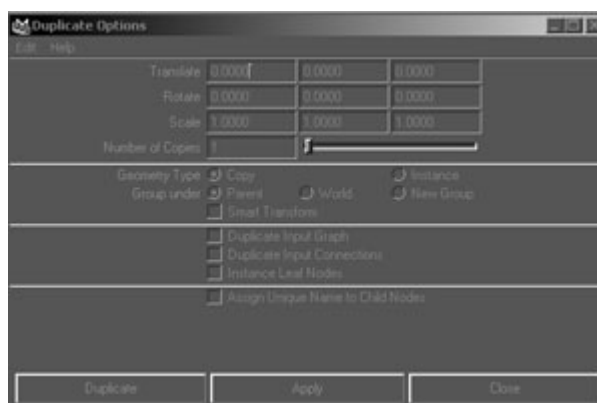 Duplicate Options
Edit Help
Translate 0.0000 0.0000 0.0000
Rotate 0.0000 0.0000 0.0000
Scale 1.0000 1.0000 1.0000
Number of Copies 1
Geometry Type Copy Instance
Group under Parent World New Group
Smart Transform
Duplicate Input Graph
Duplicate Input Connections
Instance Leaf Nodes
Assign Unique Name to Child Nodes
Duplicate Apply Close